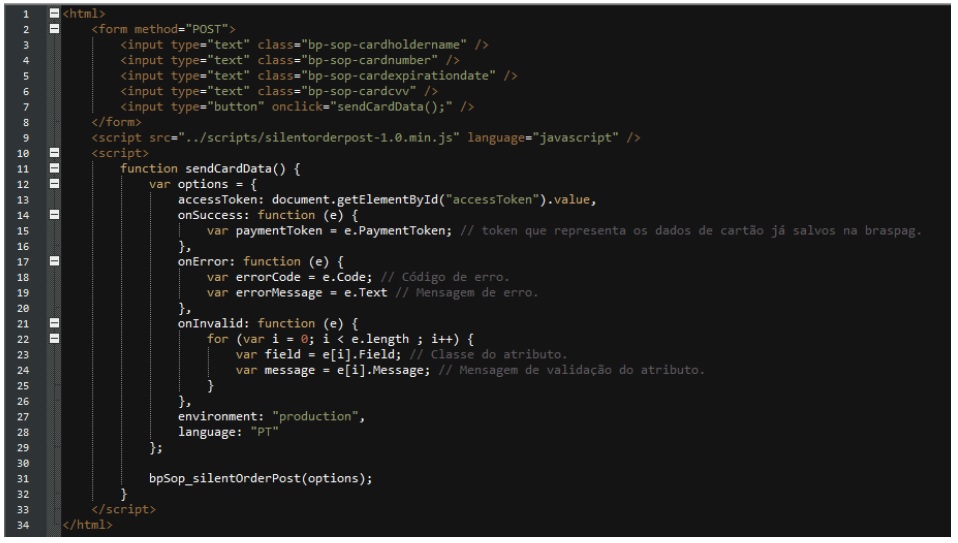 1 <html>
2 <form method="POST">
3 <input type="text" class="bp-sop-cardholdername" />
4 <input type="text" class="bp-sop-cardnumber" />
5 <input type="text" class="bp-sop-cardexpirationdate" />
6 <input type="text" class="bp-sop-cardcvv" />
7 <input type="button" onclick="sendCardData();" />
8 </form>
9 <script src="../scripts/silentorderpost-1.0.min.js" language="javascript" />
10 <script>
11 function sendCardData() {
12 var options = {
13 accessToken: document.getElementById("accessToken").value,
14 onSuccess: function (e) {
15 var paymentToken = e.PaymentToken; // token que representa os dados de cartão já salvos na braspag.
16 },
17 onError: function (e) {
18 var errorCode = e.Code; // Código de erro.
19 var errorMessage = e.Text // Mensagem de erro.
20 },
21 onInvalid: function (e) {
22 for (var i = 0; i < e.length ; i++) {
23 var field = e[i].Field; // Classe do atributo.
24 var message = e[i].Message; // Mensagem de validação do atributo.
25 }
26 },
27 environment: "production",
28 language: "PT"
29 };
30
31 bpSop_silentOrderPost(options);
32 }
33 </script>
34 </html>